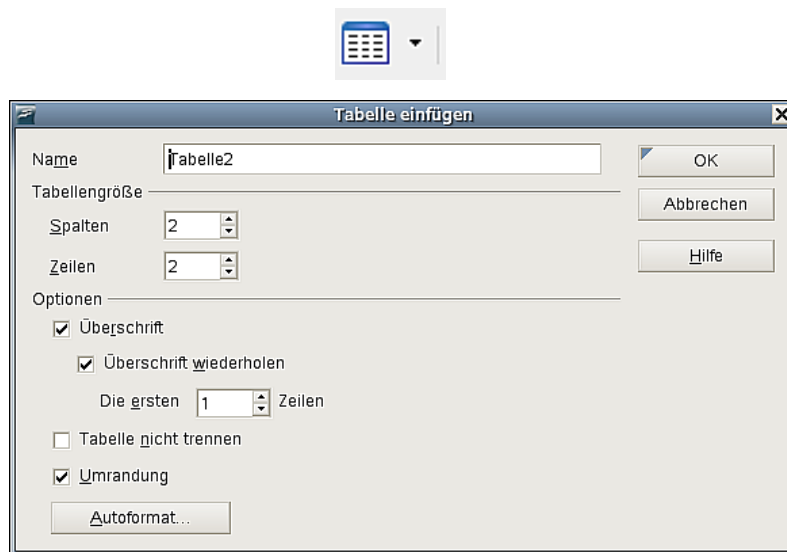 Tabelle einfügen
Name Tabelle2 OK
Tabellengröße Abbrechen
Spalten 2
Zeilen 2 Hilfe
Optionen
Überschrift
Überschrift wiederholen
Die ersten 1 Zeilen
Tabelle nicht trennen
Umrandung
Autoformat...